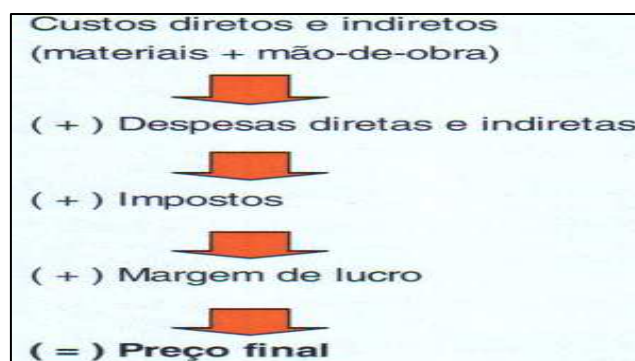 Custos diretos e indiretos
(materiais + mão-de-obra)
( + ) Despesas diretas e indiretas
( + ) Impostos
( + ) Margem de lucro
( = ) Preço final